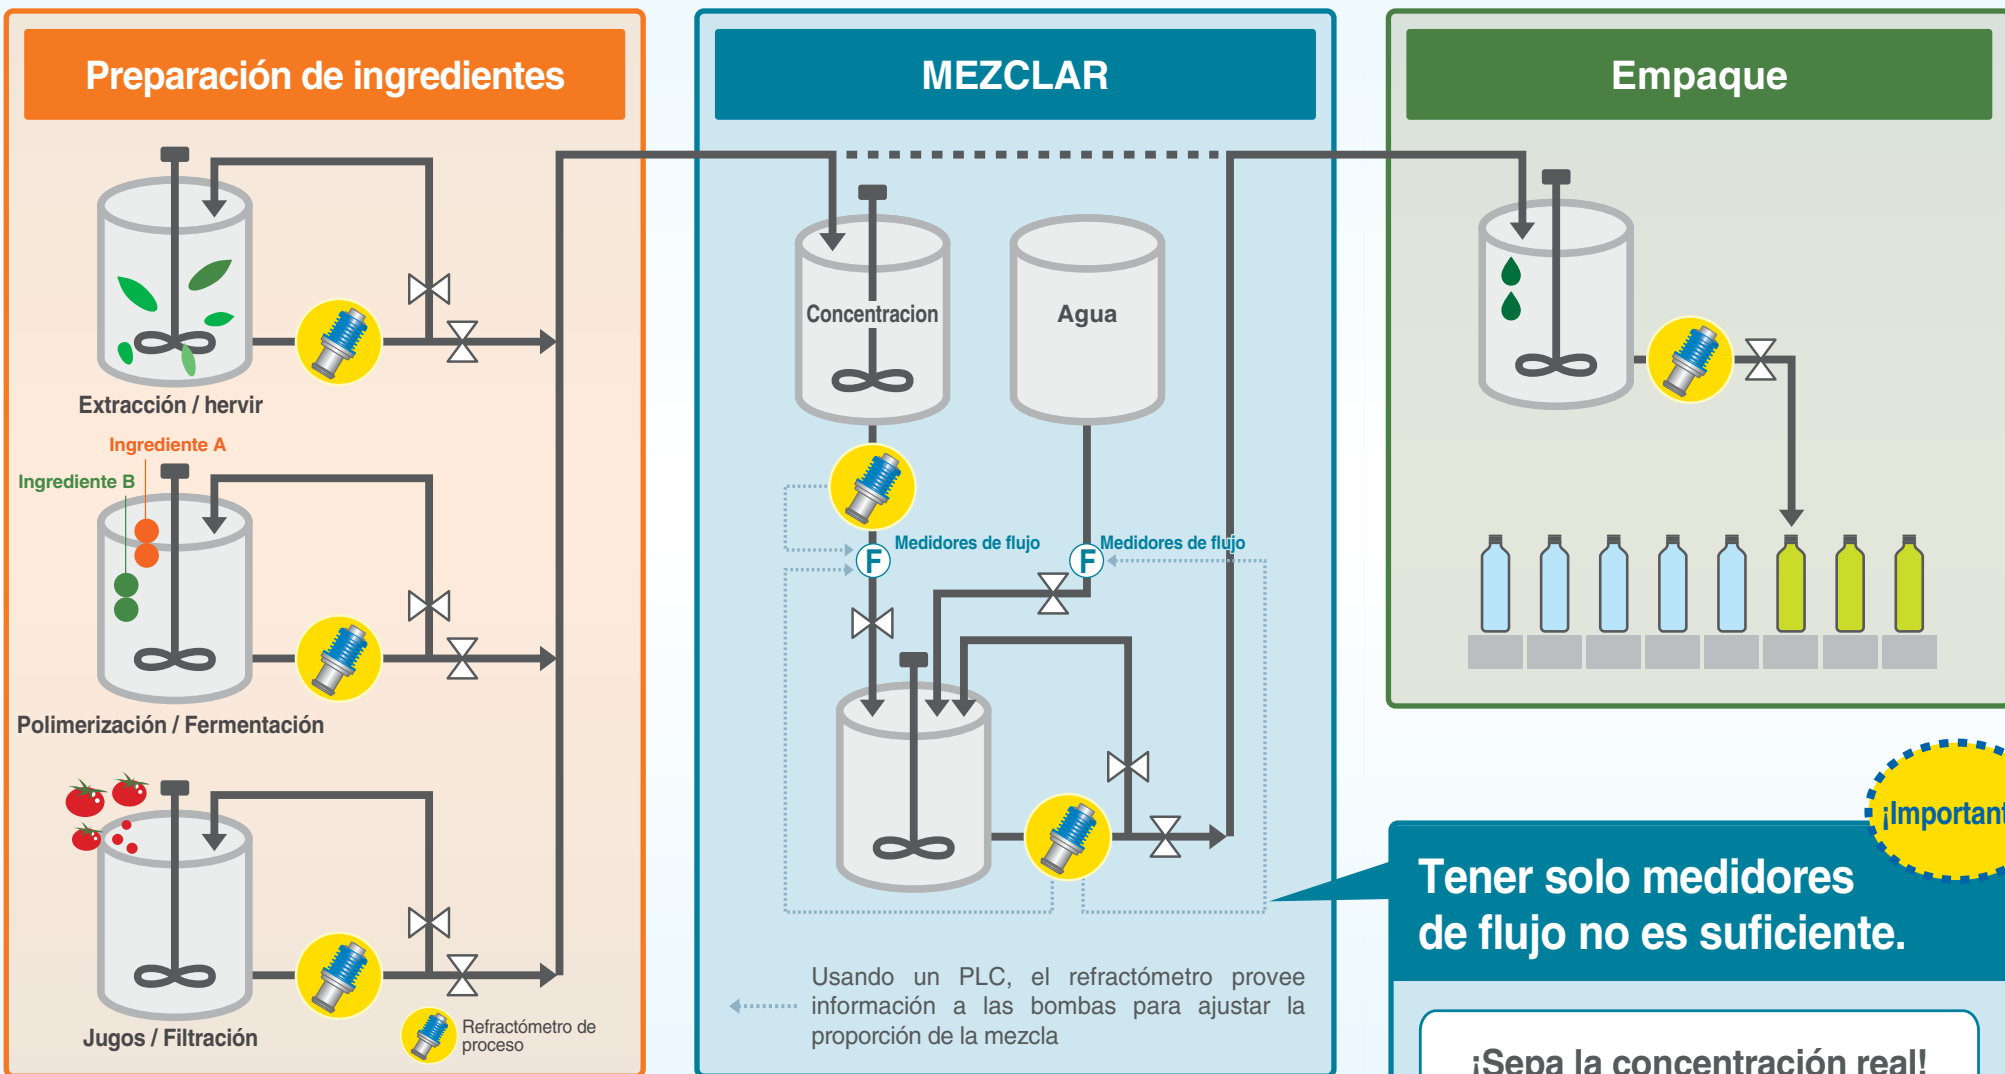 Preparación de ingredientes
Extracción / hervir
Ingrediente A
Ingrediente B
Polimerización / Fermentación
Jugos / Filtración
Refractómetro de
proceso
MEZCLAR
Concentracion
Agua
Medidores de flujo
Medidores de flujo
F
F
Usando un PLC, el refractómetro provee
información a las bombas para ajustar la
proporción de la mezcla
Empaque
¡Important
Tener solo medidores
de flujo no es suficiente.
¡Sepa la concentración real!